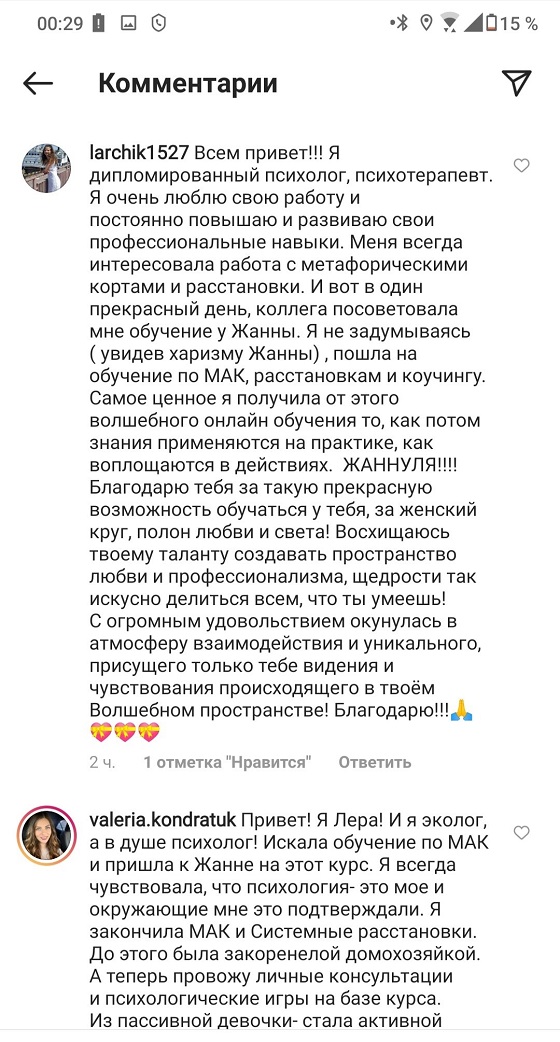 00:29
15 %
Комментарии
larchik1527 Всем привет!!! Я
дипломированный психолог, психотерапевт.
Я очень люблю свою работу и
постоянно повышаю и развиваю свои
профессиональные навыки. Меня всегда
интересовала работа с метафорическими
кортами и расстановки. И вот в один
прекрасный день, коллега посоветовала
мне обучение у Жанны. Я не задумываясь
( увидев харизму Жанны) , пошла на
обучение по МАК, расстановкам и коучингу.
Самое ценное я получила от этого
волшебного онлайн обучения то, как потом
знания применяются на практике, как
воплощаются в действиях.  ЖАННУЛЯ!!!!
Благодарю тебя за такую прекрасную
возможность обучаться у тебя, за женский
круг, полон любви и света! Восхищаюсь
твоему таланту создавать пространство
любви и профессионализма, щедрости так
искусно делиться всем, что ты умеешь!
С огромным удовольствием окунулась в
атмосферу взаимодействия и уникального,
присущего только тебе видения и
чувствования происходящего в твоём
Волшебном пространстве! Благодарю!!!🙏
💝💝💝
2 ч. 1 отметка "Нравится" Ответить
valeria.kondratuk Привет! Я Лера! И я эколог,
а в душе психолог! Искала обучение по МАК
и пришла к Жанне на этот курс. Я всегда
чувствовала, что психология- это мое и
окружающие мне это подтверждали. Я
закончила МАК и Системные расстановки.
До этого была закоренелой домохозяйкой.
А теперь провожу личные консультации
и психологические игры на базе курса.
Из пассивной девочки- стала активной